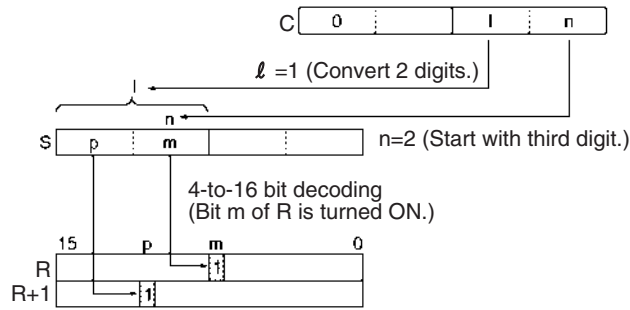 C 0 l n
ℓ =1 (Convert 2 digits.)
l
n
n=2 (Start with third digit.)
S p m
4-to-16 bit decoding
(Bit m of R is turned ON.)
15 p m 0
R 1
R+1 1